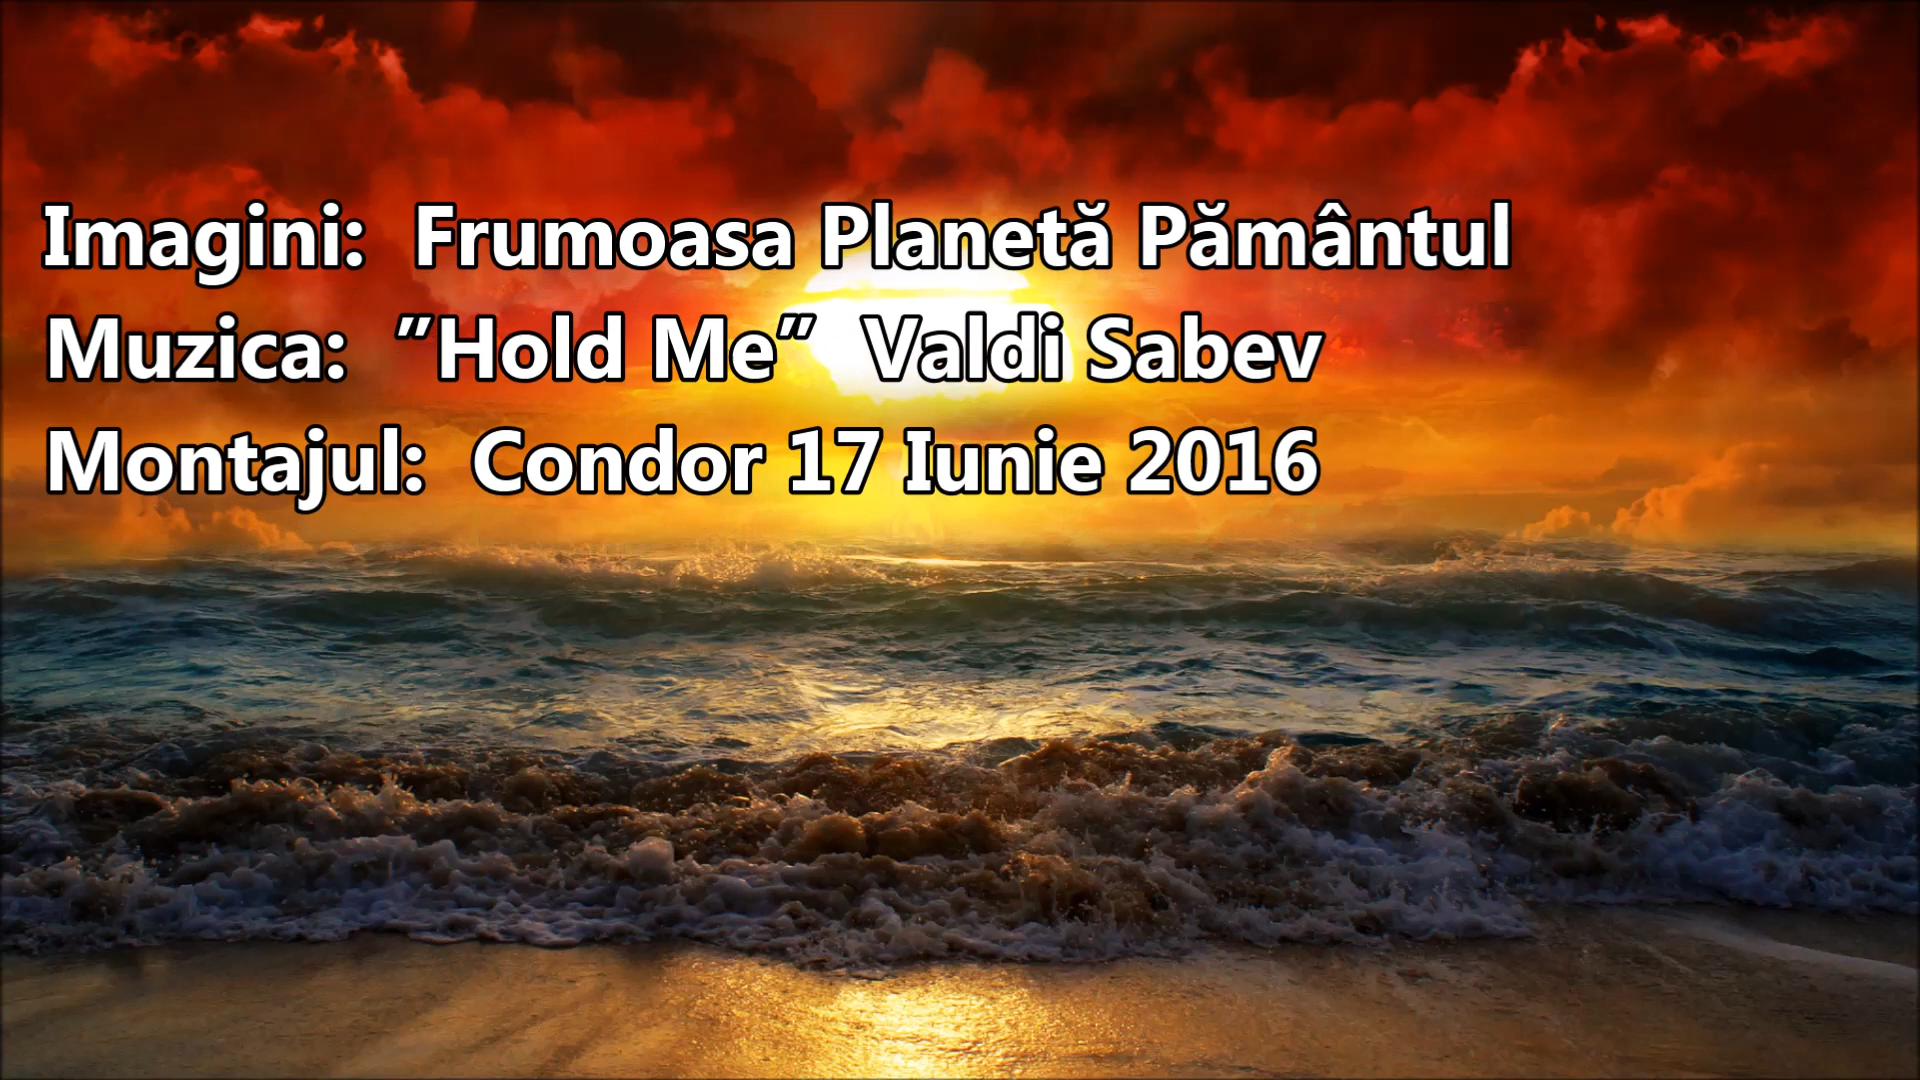 Imagini: Frumoasa Planetă Pământul
Muzica: ”Hold Me” Valdi Sabev
Montajul: Condor 17 Iunie 2016